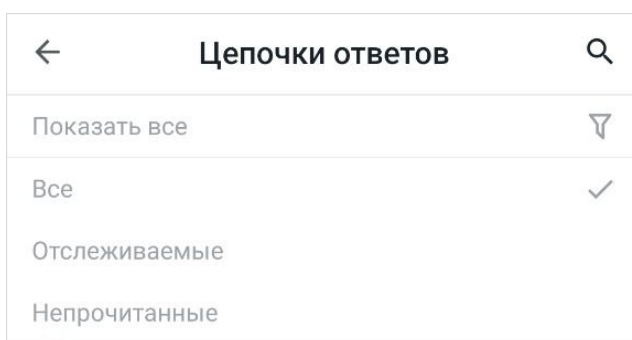 Цепочки ответов
Показать все
Все
Отслеживаемые
Непрочитанные